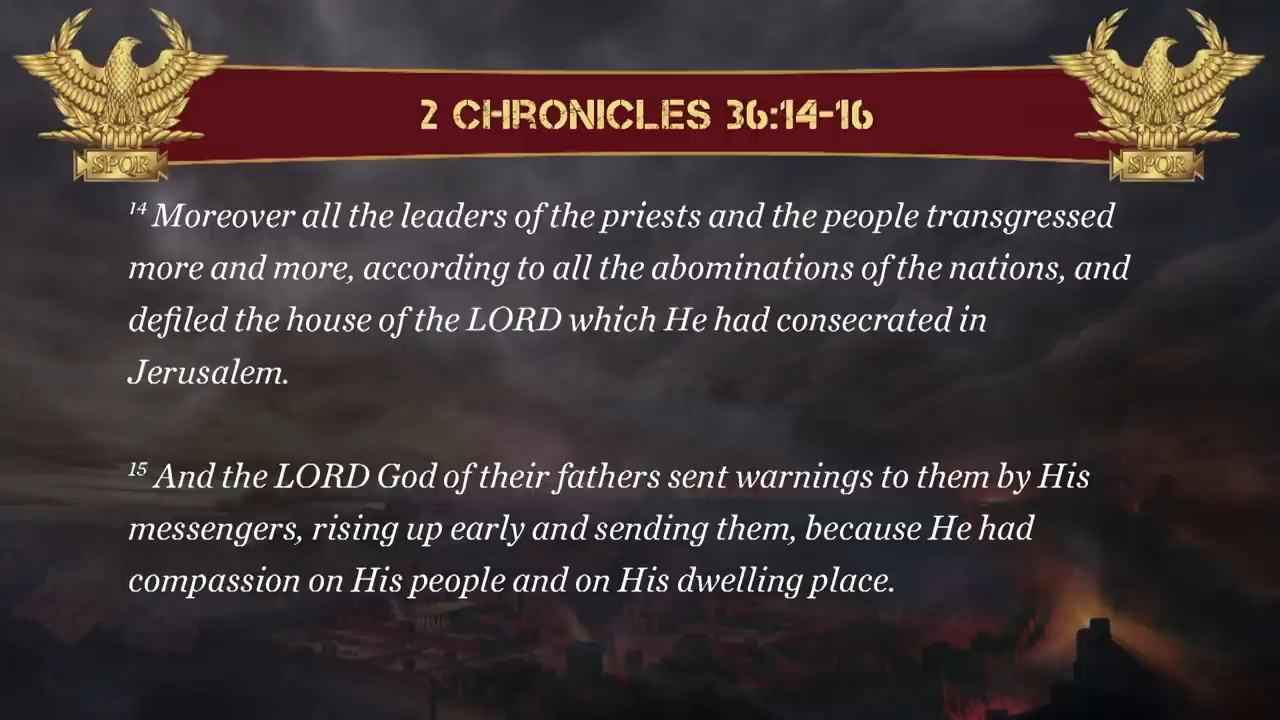 SPQR
2 CHRONICLES 36:14-16
SPQR
14 Moreover all the leaders of the priests and the people transgressed
more and more, according to all the abominations of the nations, and
defiled the house of the LORD which He had consecrated in
Jerusalem.
15 And the LORD God of their fathers sent warnings to them by His
messengers, rising up early and sending them, because He had
compassion on His people and on His dwelling place.